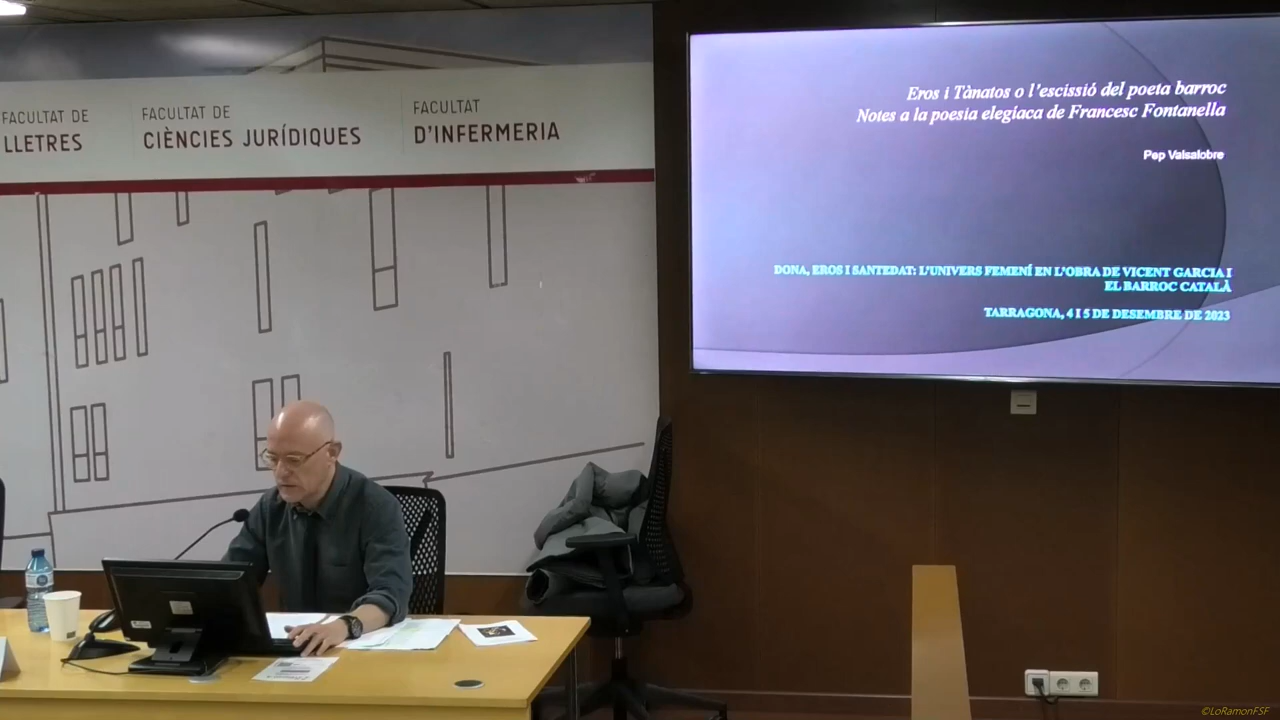 FACULTAT DE
LLETRES
FACULTAT DE
CIÈNCIES JURÍDIQUES
FACULTAT
D'INFERMERIA
Eros i Tànatos o l'escissió del poeta barroc
Notes a la poesia elegíaca de Francesc Fontanella
Pep Valsalobre
DONA, EROS I SANTEDAT: L'UNIVERS FEMENÍ EN L'OBRA DE VICENT GARCIA I
EL BARROC CATALÀ
TARRAGONA, 4 I 5 DE DESEMBRE DE 2023
©LoRamonFSF